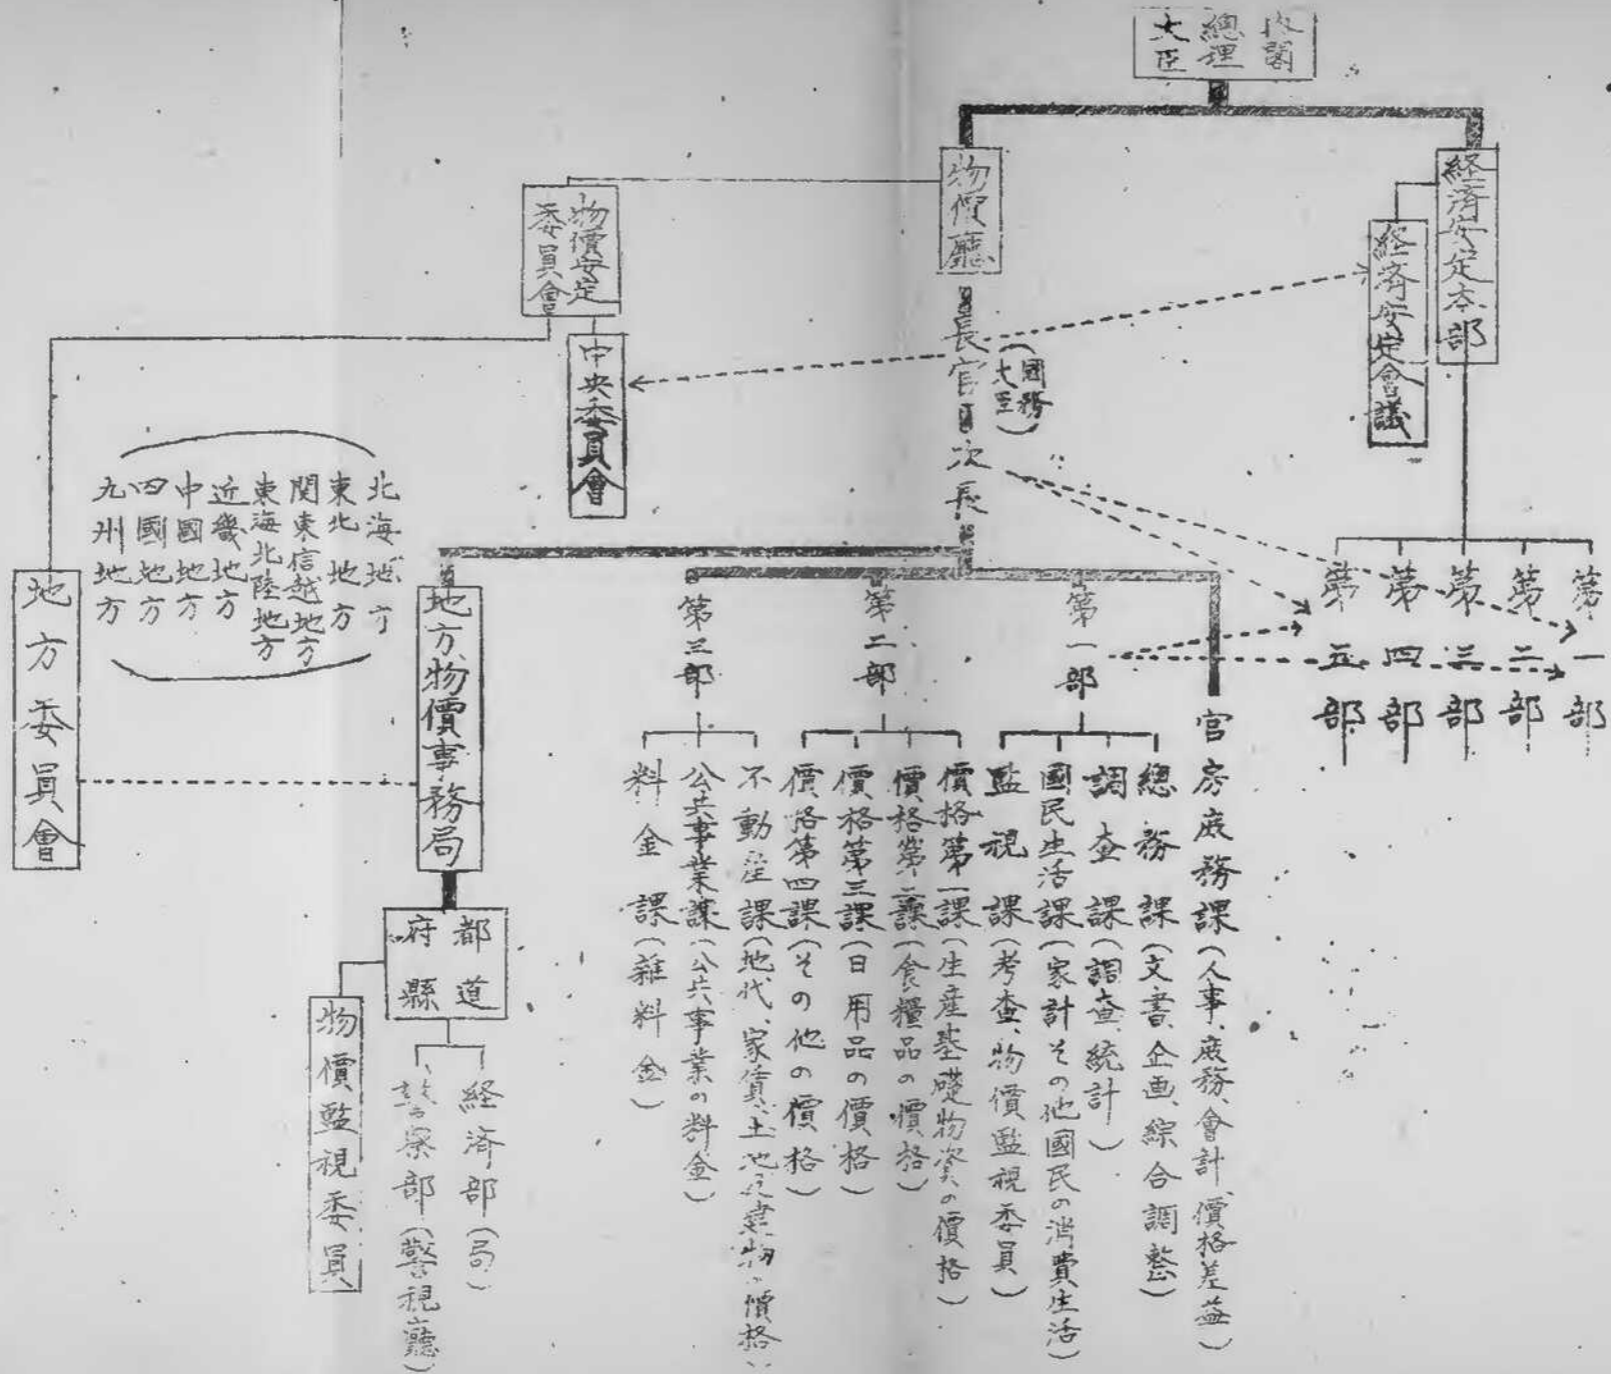 内閣
總理
大臣
経済安定本部
経済安定會議
第一部
第二部
第三部
第四部
第五部
物價廳
長官
(國務
大臣)
次長
物價安定
委員會
中央委員會
官房庶務課(人事、庶務、會計、價格差益)
第一部
總務課(文書、企画、綜合調整)
調査課(調査、統計)
國民生活課(家計その他國民の消費生活)
監視課(考査、物價監視委員)
第二部
價格第一課(生産基礎物資の價格)
價格第二課(食糧品の價格)
價格第三課(日用品の價格)
價格第四課(その他の價格)
第三部
不動産課(地代、家賃、土地建物價格)
公共事業課(公共事業の料金)
料金課(雜料金)
地方物價事務局
北海地方
東北地方
関東信越地方
東海北陸地方
近畿地方
中國地方
四國地方
九州地方
地方委員會
都道
府縣
経済部(局)
警察部(警視廳)
物價監視委員